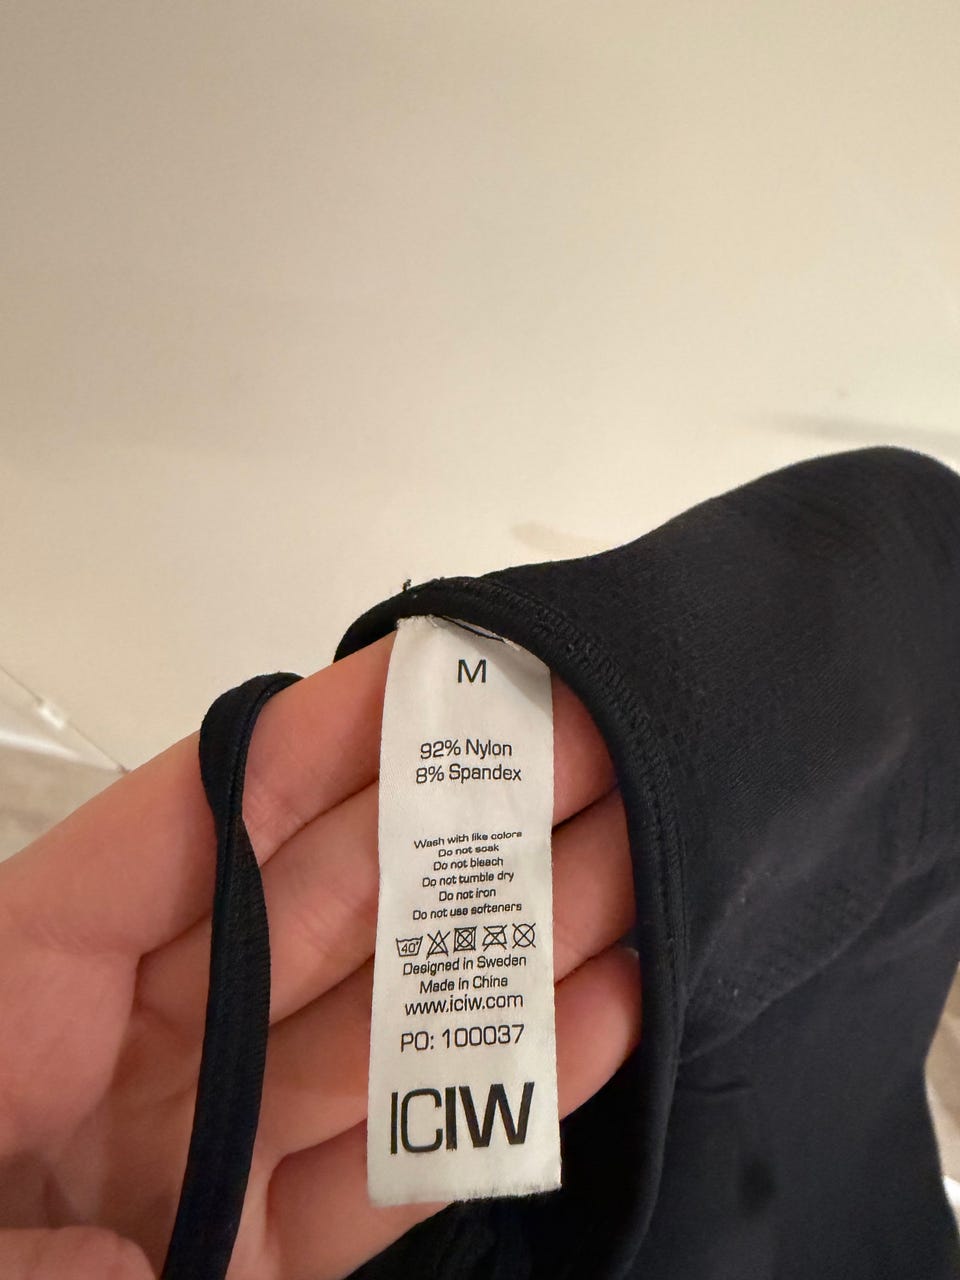 M
92% Nylon
8% Spandex
Wash with like colors
Do not soak
Do not bleach
Do not tumble dry
Do not iron
Do not use softeners
40°
Designed in Sweden
Made in China
www.iciw.com
PO: 100037
ICIW